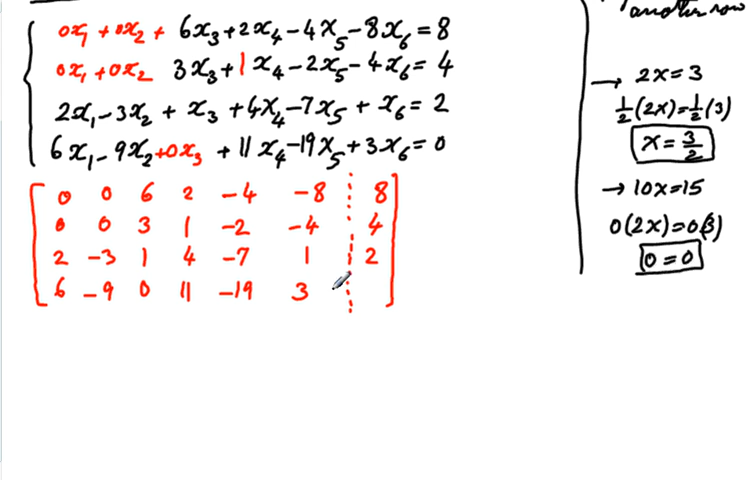 0x₁ + 0x₂ + 6x₃+2x₄-4x₅-8x₆=8
0x₁ +0x₂ 3x₃+1x₄-2x₅-4x₆=4
2x₁-3x₂ + x₃ +4x₄-7x₅ + x₆=2
6x₁-9x₂+0x₃ +11x₄-19x₅+3x₆=0
0 0 6 2 -4 -8 8
0 0 3 1 -2 -4 4
2 -3 1 4 -7 1 2
6 -9 0 11 -19 3
another row
→ 2x=3
1/2(2x)=1/2(3)
x=3/2
→ 10x=15
0(2x)=0(3)
0=0